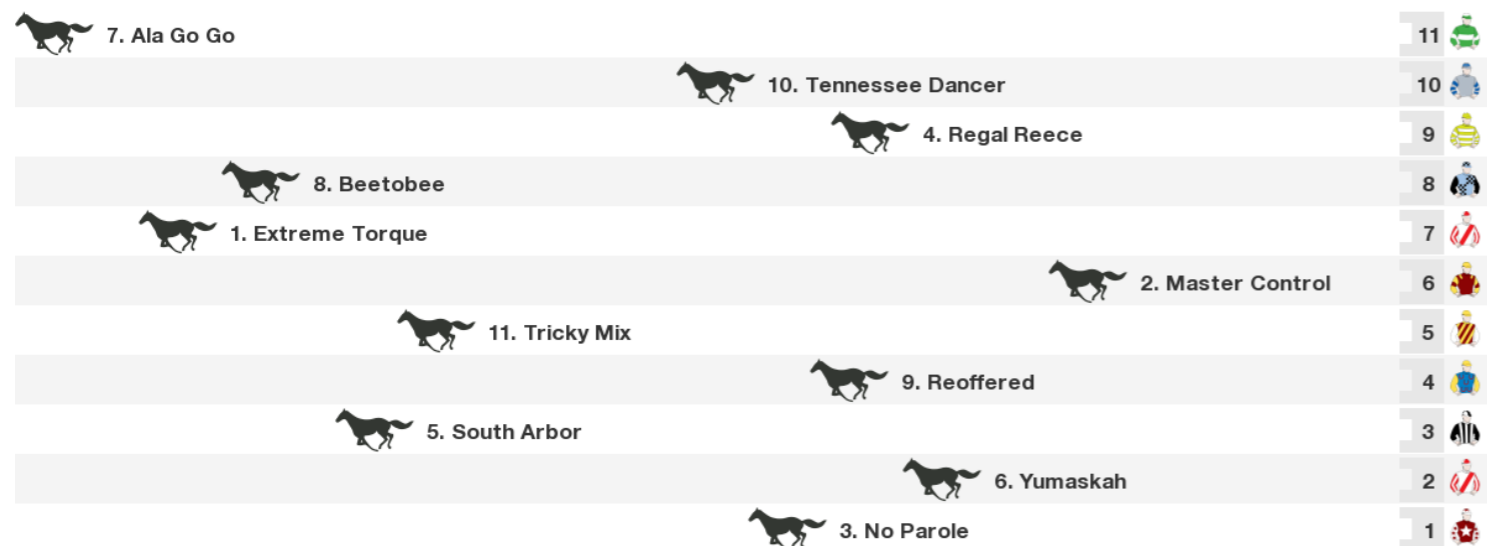 7. Ala Go Go 11
10. Tennessee Dancer 10
4. Regal Reece 9
8. Beetobee 8
1. Extreme Torque 7
2. Master Control 6
11. Tricky Mix 5
9. Reoffered 4
5. South Arbor 3
6. Yumaskah 2
3. No Parole 1